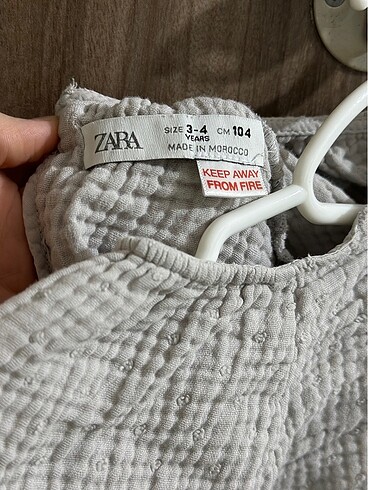 ZARA
SIZE 3-4 CM 104
YEARS
MADE IN MOROCCO
KEEP AWAY
FROM FIRE